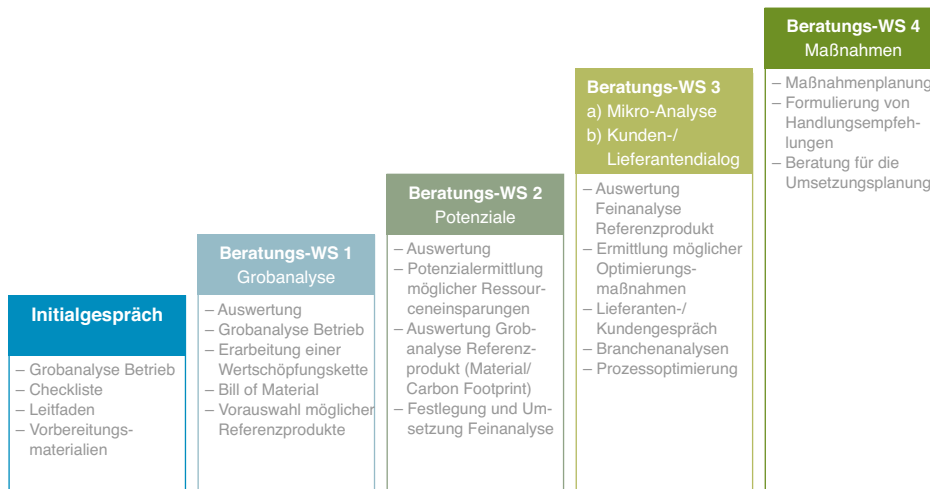 Initialgespräch
– Grobanalyse Betrieb
– Checkliste
– Leitfaden
– Vorbereitungs-
materialien
Beratungs-WS 1
Grobanalyse
– Auswertung
– Grobanalyse Betrieb
– Erarbeitung einer
Wertschöpfungskette
– Bill of Material
– Vorauswahl möglicher
Referenzprodukte
Beratungs-WS 2
Potenziale
– Auswertung
– Potenzialermittlung
möglicher Ressour-
ceneinsparungen
– Auswertung Grob-
analyse Referenz-
produkt (Material/
Carbon Footprint)
– Festlegung und Um-
setzung Feinanalyse
Beratungs-WS 3
a) Mikro-Analyse
b) Kunden-/
Lieferantendialog
– Auswertung
Feinanalyse
Referenzprodukt
– Ermittlung möglicher
Optimierungs-
maßnahmen
– Lieferanten-/
Kundengespräch
– Branchenanalysen
– Prozessoptimierung
Beratungs-WS 4
Maßnahmen
– Maßnahmenplanung
– Formulierung von
Handlungsempfeh-
lungen
– Beratung für die
Umsetzungsplanung